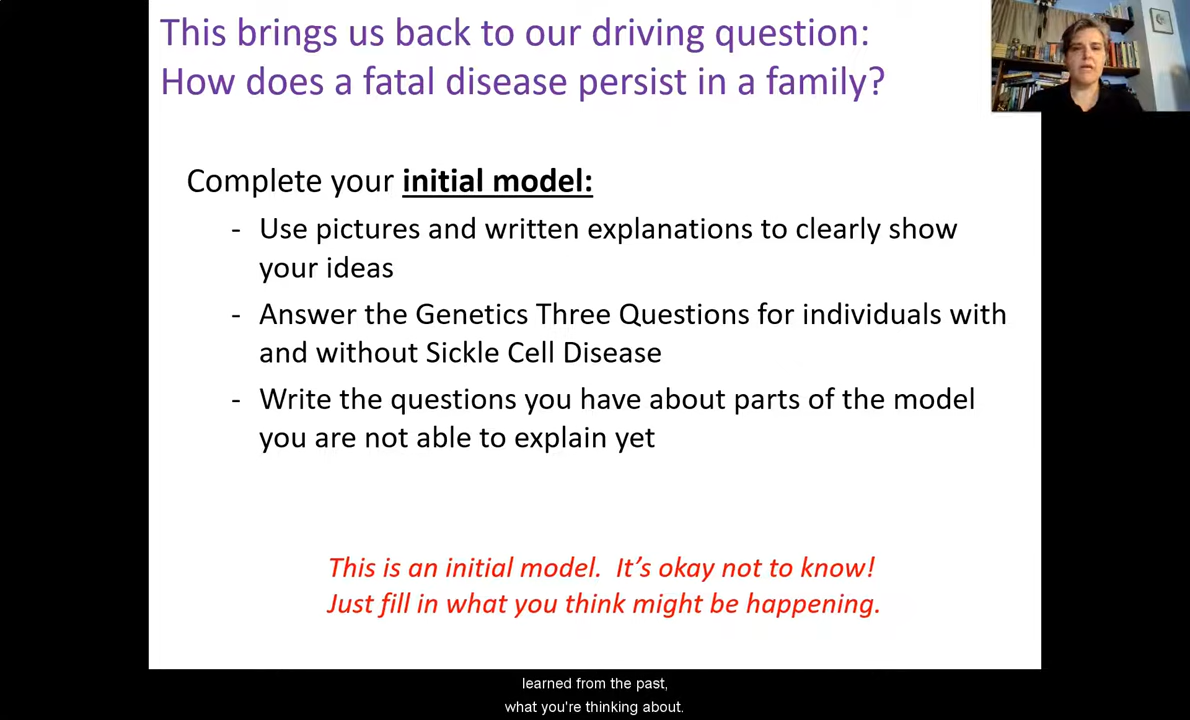 This brings us back to our driving question:
How does a fatal disease persist in a family?
Complete your initial model:
- Use pictures and written explanations to clearly show
your ideas
- Answer the Genetics Three Questions for individuals with
and without Sickle Cell Disease
- Write the questions you have about parts of the model
you are not able to explain yet
This is an initial model.  It's okay not to know!
Just fill in what you think might be happening.
learned from the past,
what you're thinking about.